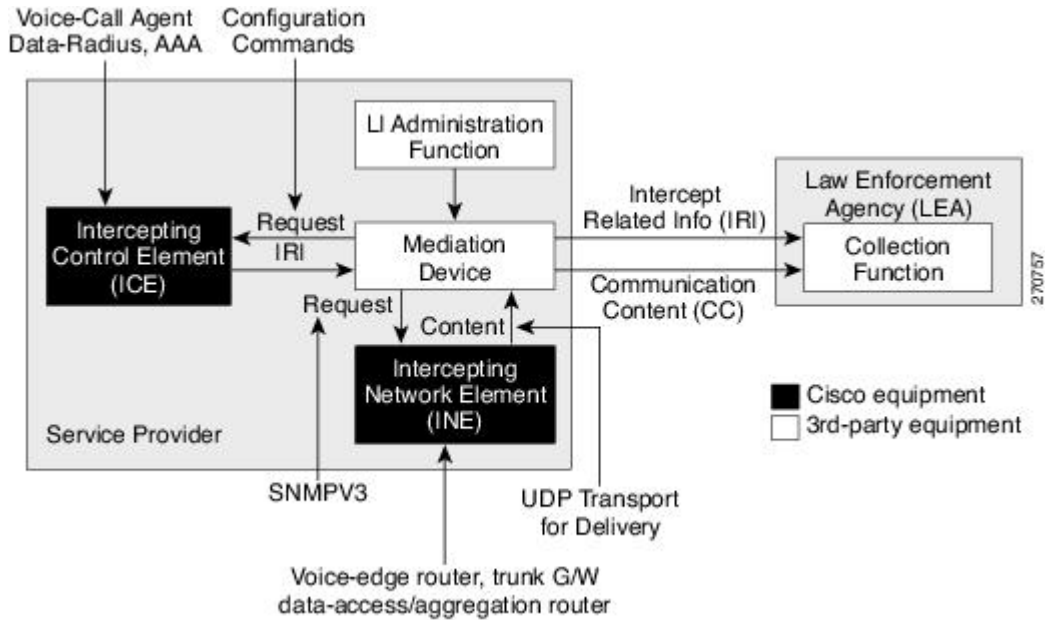 Voice-Call Agent
Data-Radius, AAA
Configuration
Commands
LI Administration
Function
Intercepting
Control Element
(ICE)
Request
IRI
Mediation
Device
Intercept
Related Info (IRI)
Communication
Content (CC)
Law Enforcement
Agency (LEA)
Collection
Function
270757
Request
Content
Intercepting
Network Element
(INE)
Service Provider
Cisco equipment
3rd-party equipment
SNMPV3
UDP Transport
for Delivery
Voice-edge router, trunk G/W
data-access/aggregation router